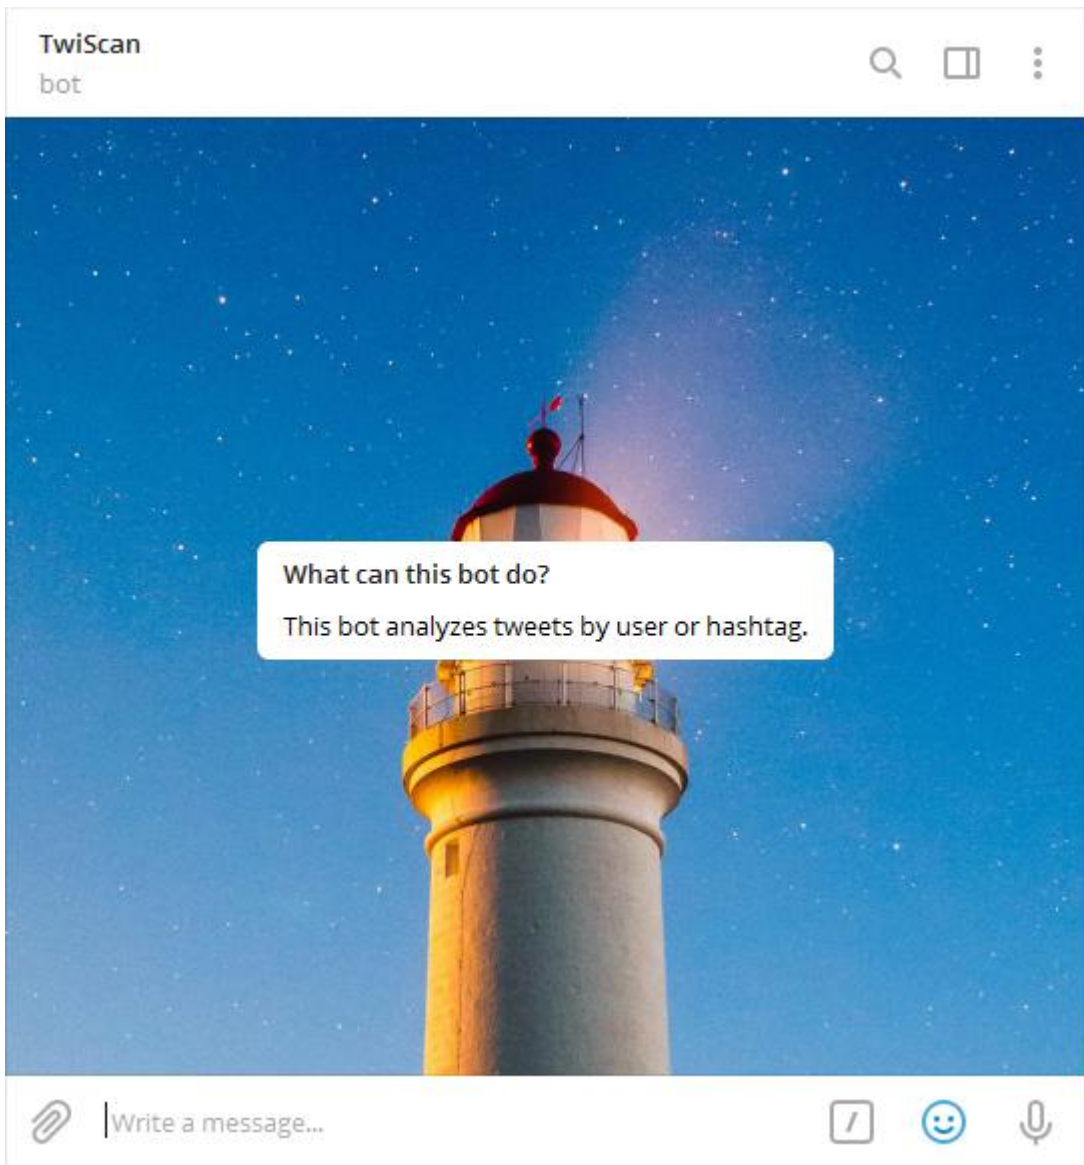 TwiScan
bot
What can this bot do?
This bot analyzes tweets by user or hashtag.
Write a message...